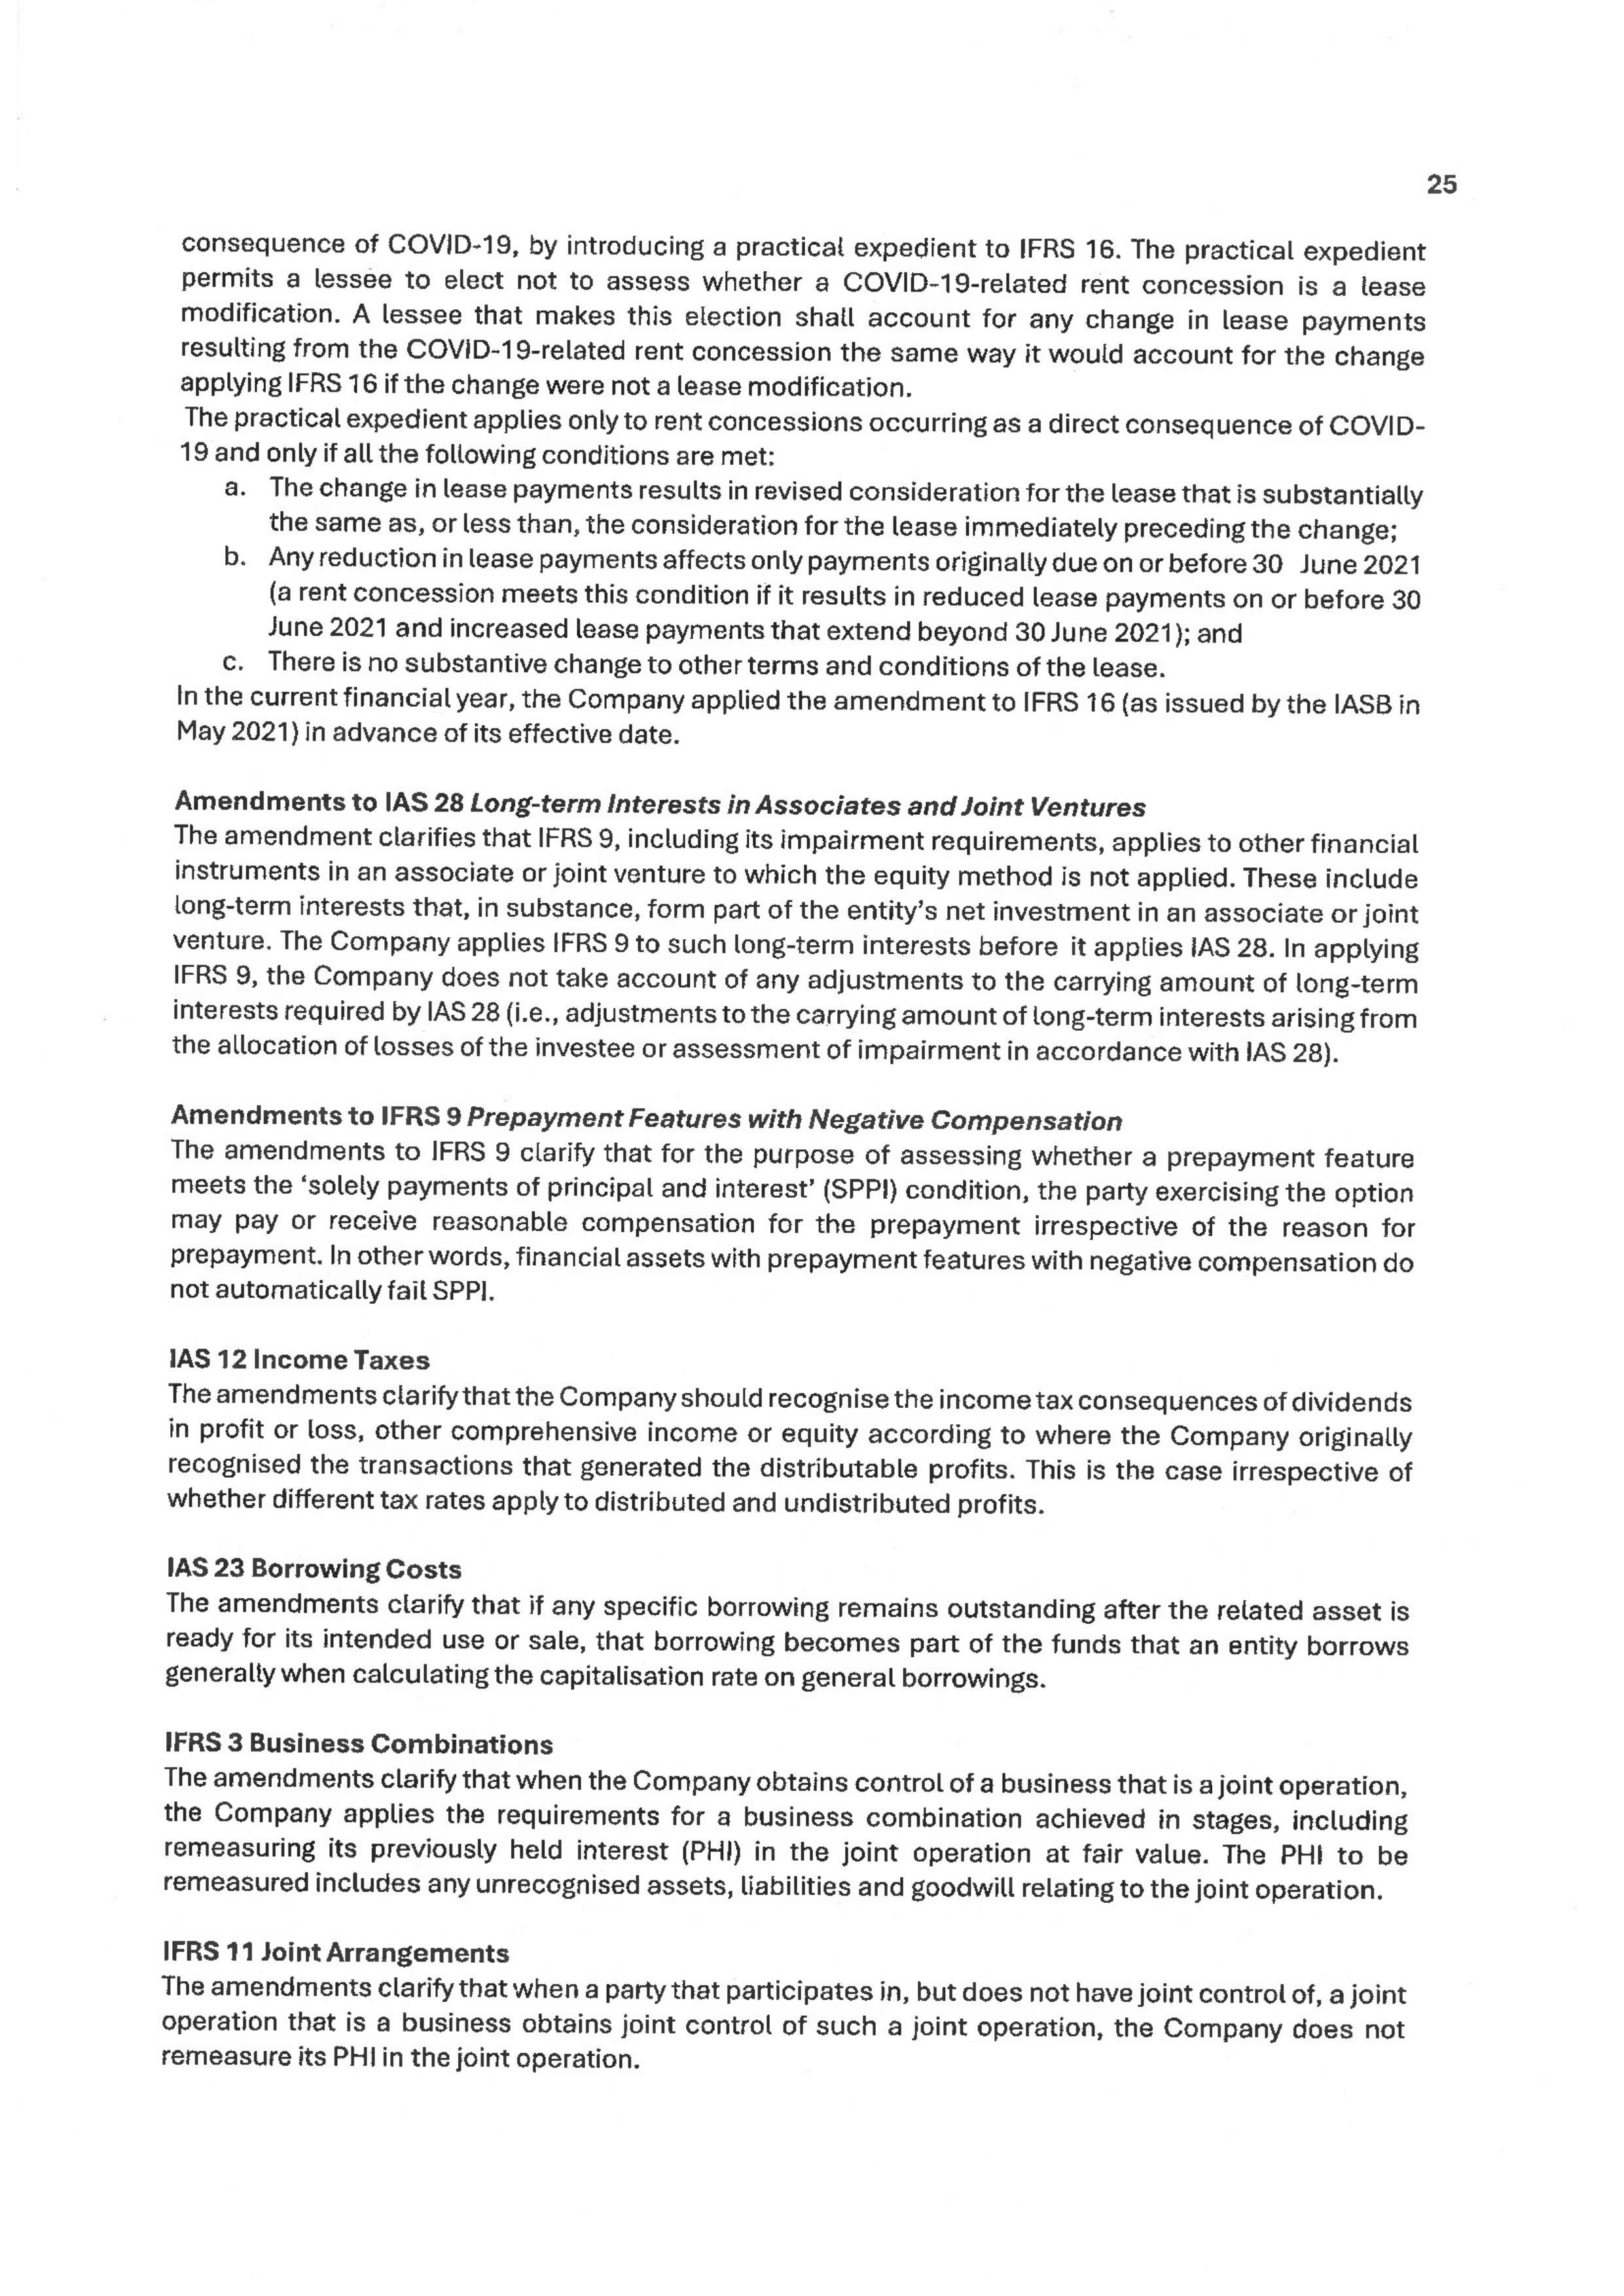 25
consequence of COVID-19, by introducing a practical expedient to IFRS 16. The practical expedient
permits a lessee to elect not to assess whether a COVID-19-related rent concession is a lease
modification. A lessee that makes this election shall account for any change in lease payments
resulting from the COVID-19-related rent concession the same way it would account for the change
applying IFRS 16 if the change were not a lease modification.
The practical expedient applies only to rent concessions occurring as a direct consequence of COVID-
19 and only if all the following conditions are met:
a. The change in lease payments results in revised consideration for the lease that is substantially
the same as, or less than, the consideration for the lease immediately preceding the change;
b. Any reduction in lease payments affects only payments originally due on or before 30 June 2021
(a rent concession meets this condition if it results in reduced lease payments on or before 30
June 2021 and increased lease payments that extend beyond 30 June 2021); and
c. There is no substantive change to other terms and conditions of the lease.
In the current financial year, the Company applied the amendment to IFRS 16 (as issued by the IASB in
May 2021) in advance of its effective date.
Amendments to IAS 28 Long-term Interests in Associates and Joint Ventures
The amendment clarifies that IFRS 9, including its impairment requirements, applies to other financial
instruments in an associate or joint venture to which the equity method is not applied. These include
long-term interests that, in substance, form part of the entity's net investment in an associate or joint
venture. The Company applies IFRS 9 to such long-term interests before it applies IAS 28. In applying
IFRS 9, the Company does not take account of any adjustments to the carrying amount of long-term
interests required by IAS 28 (i.e., adjustments to the carrying amount of long-term interests arising from
the allocation of losses of the investee or assessment of impairment in accordance with IAS 28).
Amendments to IFRS 9 Prepayment Features with Negative Compensation
The amendments to IFRS 9 clarify that for the purpose of assessing whether a prepayment feature
meets the 'solely payments of principal and interest' (SPPI) condition, the party exercising the option
may pay or receive reasonable compensation for the prepayment irrespective of the reason for
prepayment. In other words, financial assets with prepayment features with negative compensation do
not automatically fail SPPI.
IAS 12 Income Taxes
The amendments clarify that the Company should recognise the income tax consequences of dividends
in profit or loss, other comprehensive income or equity according to where the Company originally
recognised the transactions that generated the distributable profits. This is the case irrespective of
whether different tax rates apply to distributed and undistributed profits.
IAS 23 Borrowing Costs
The amendments clarify that if any specific borrowing remains outstanding after the related asset is
ready for its intended use or sale, that borrowing becomes part of the funds that an entity borrows
generally when calculating the capitalisation rate on general borrowings.
IFRS 3 Business Combinations
The amendments clarify that when the Company obtains control of a business that is a joint operation,
the Company applies the requirements for a business combination achieved in stages, including
remeasuring its previously held interest (PHI) in the joint operation at fair value. The PHI to be
remeasured includes any unrecognised assets, liabilities and goodwill relating to the joint operation.
IFRS 11 Joint Arrangements
The amendments clarify that when a party that participates in, but does not have joint control of, a joint
operation that is a business obtains joint control of such a joint operation, the Company does not
remeasure its PHI in the joint operation.